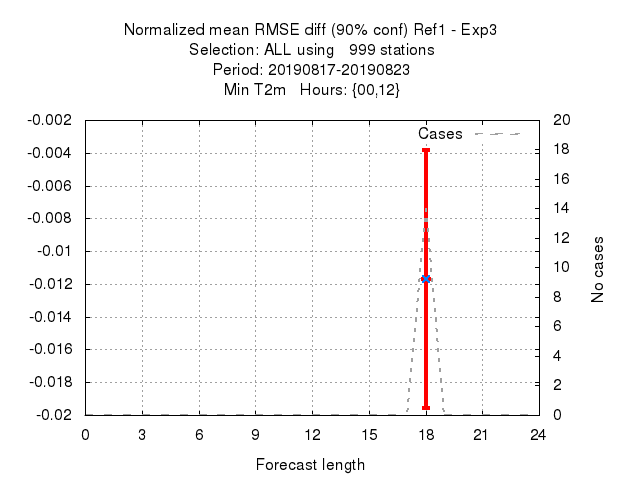 Normalized mean RMSE diff (90% conf) Ref1 - Exp3
Selection: ALL using   999 stations
Period: 20190817-20190823
Min T2m   Hours: {00,12}
Cases
-0.002
-0.004
-0.006
-0.008
-0.01
-0.012
-0.014
-0.016
-0.018
-0.02
20
18
16
14
12
10
8
6
4
2
0
No cases
0 3 6 9 12 15 18 21 24
Forecast length